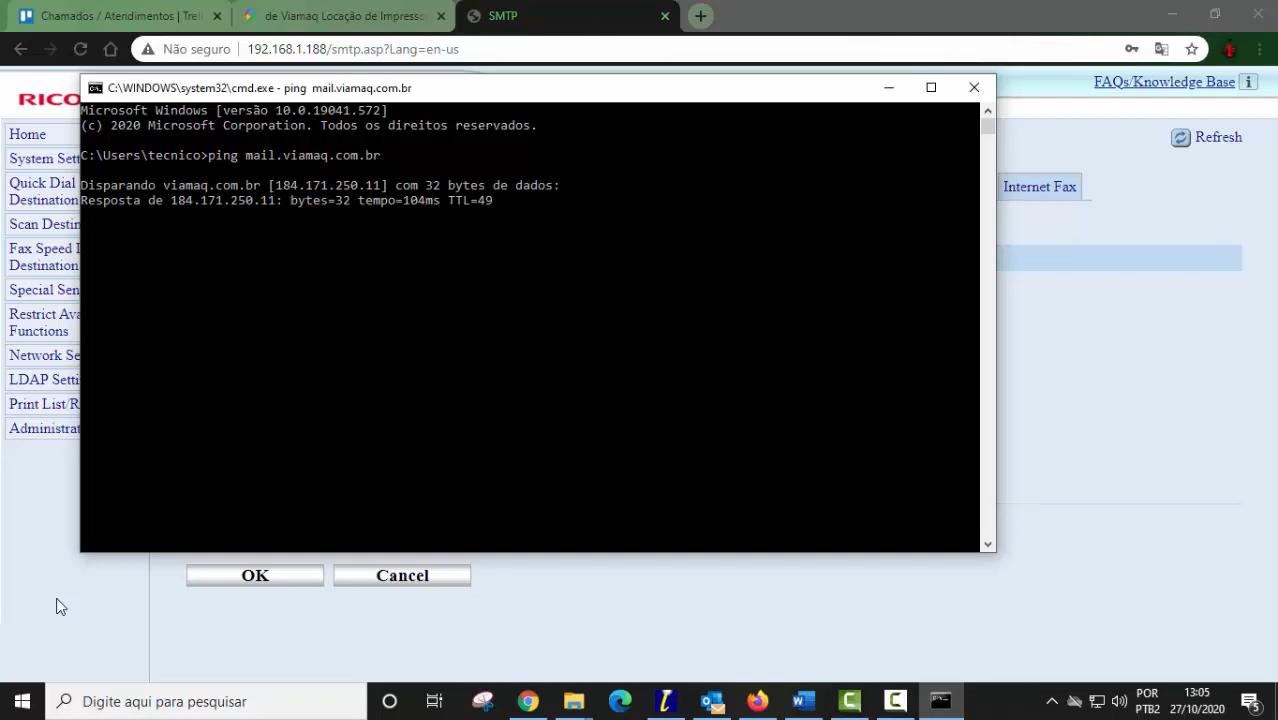 Chamados / Atendimentos | Trell
de Viamaq Locação de Impressor
SMTP
Não seguro
192.168.1.188/smtp.asp?Lang=en-us
C:\WINDOWS\system32\cmd.exe - ping mail.viamaq.com.br
FAQs/Knowledge Base
RICO
Refresh
Home
System Sett
Quick Dial
Destination
Scan Destin
Fax Speed D
Destination
Special Sen
Restrict Ava
Functions
Network Se
LDAP Setti
Print List/R
Administrat
Internet Fax
Microsoft Windows [versão 10.0.19041.572]
(c) 2020 Microsoft Corporation. Todos os direitos reservados.
C:\Users\tecnico>ping mail.viamaq.com.br
Disparando viamaq.com.br [184.171.250.11] com 32 bytes de dados:
Resposta de 184.171.250.11: bytes=32 tempo=104ms TTL=49
OK
Cancel
Digite aqui para pesquisar
POR
PTB2
13:05
27/10/2020
5